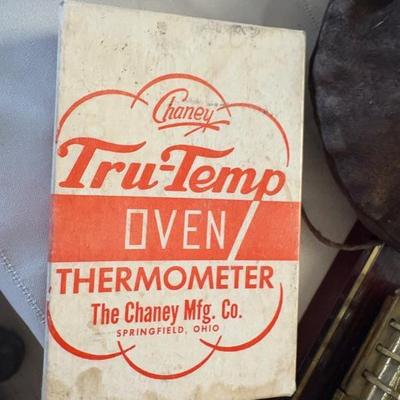 Chaney
Tru-Temp
OVEN
THERMOMETER
The Chaney Mfg. Co.
SPRINGFIELD, OHIO